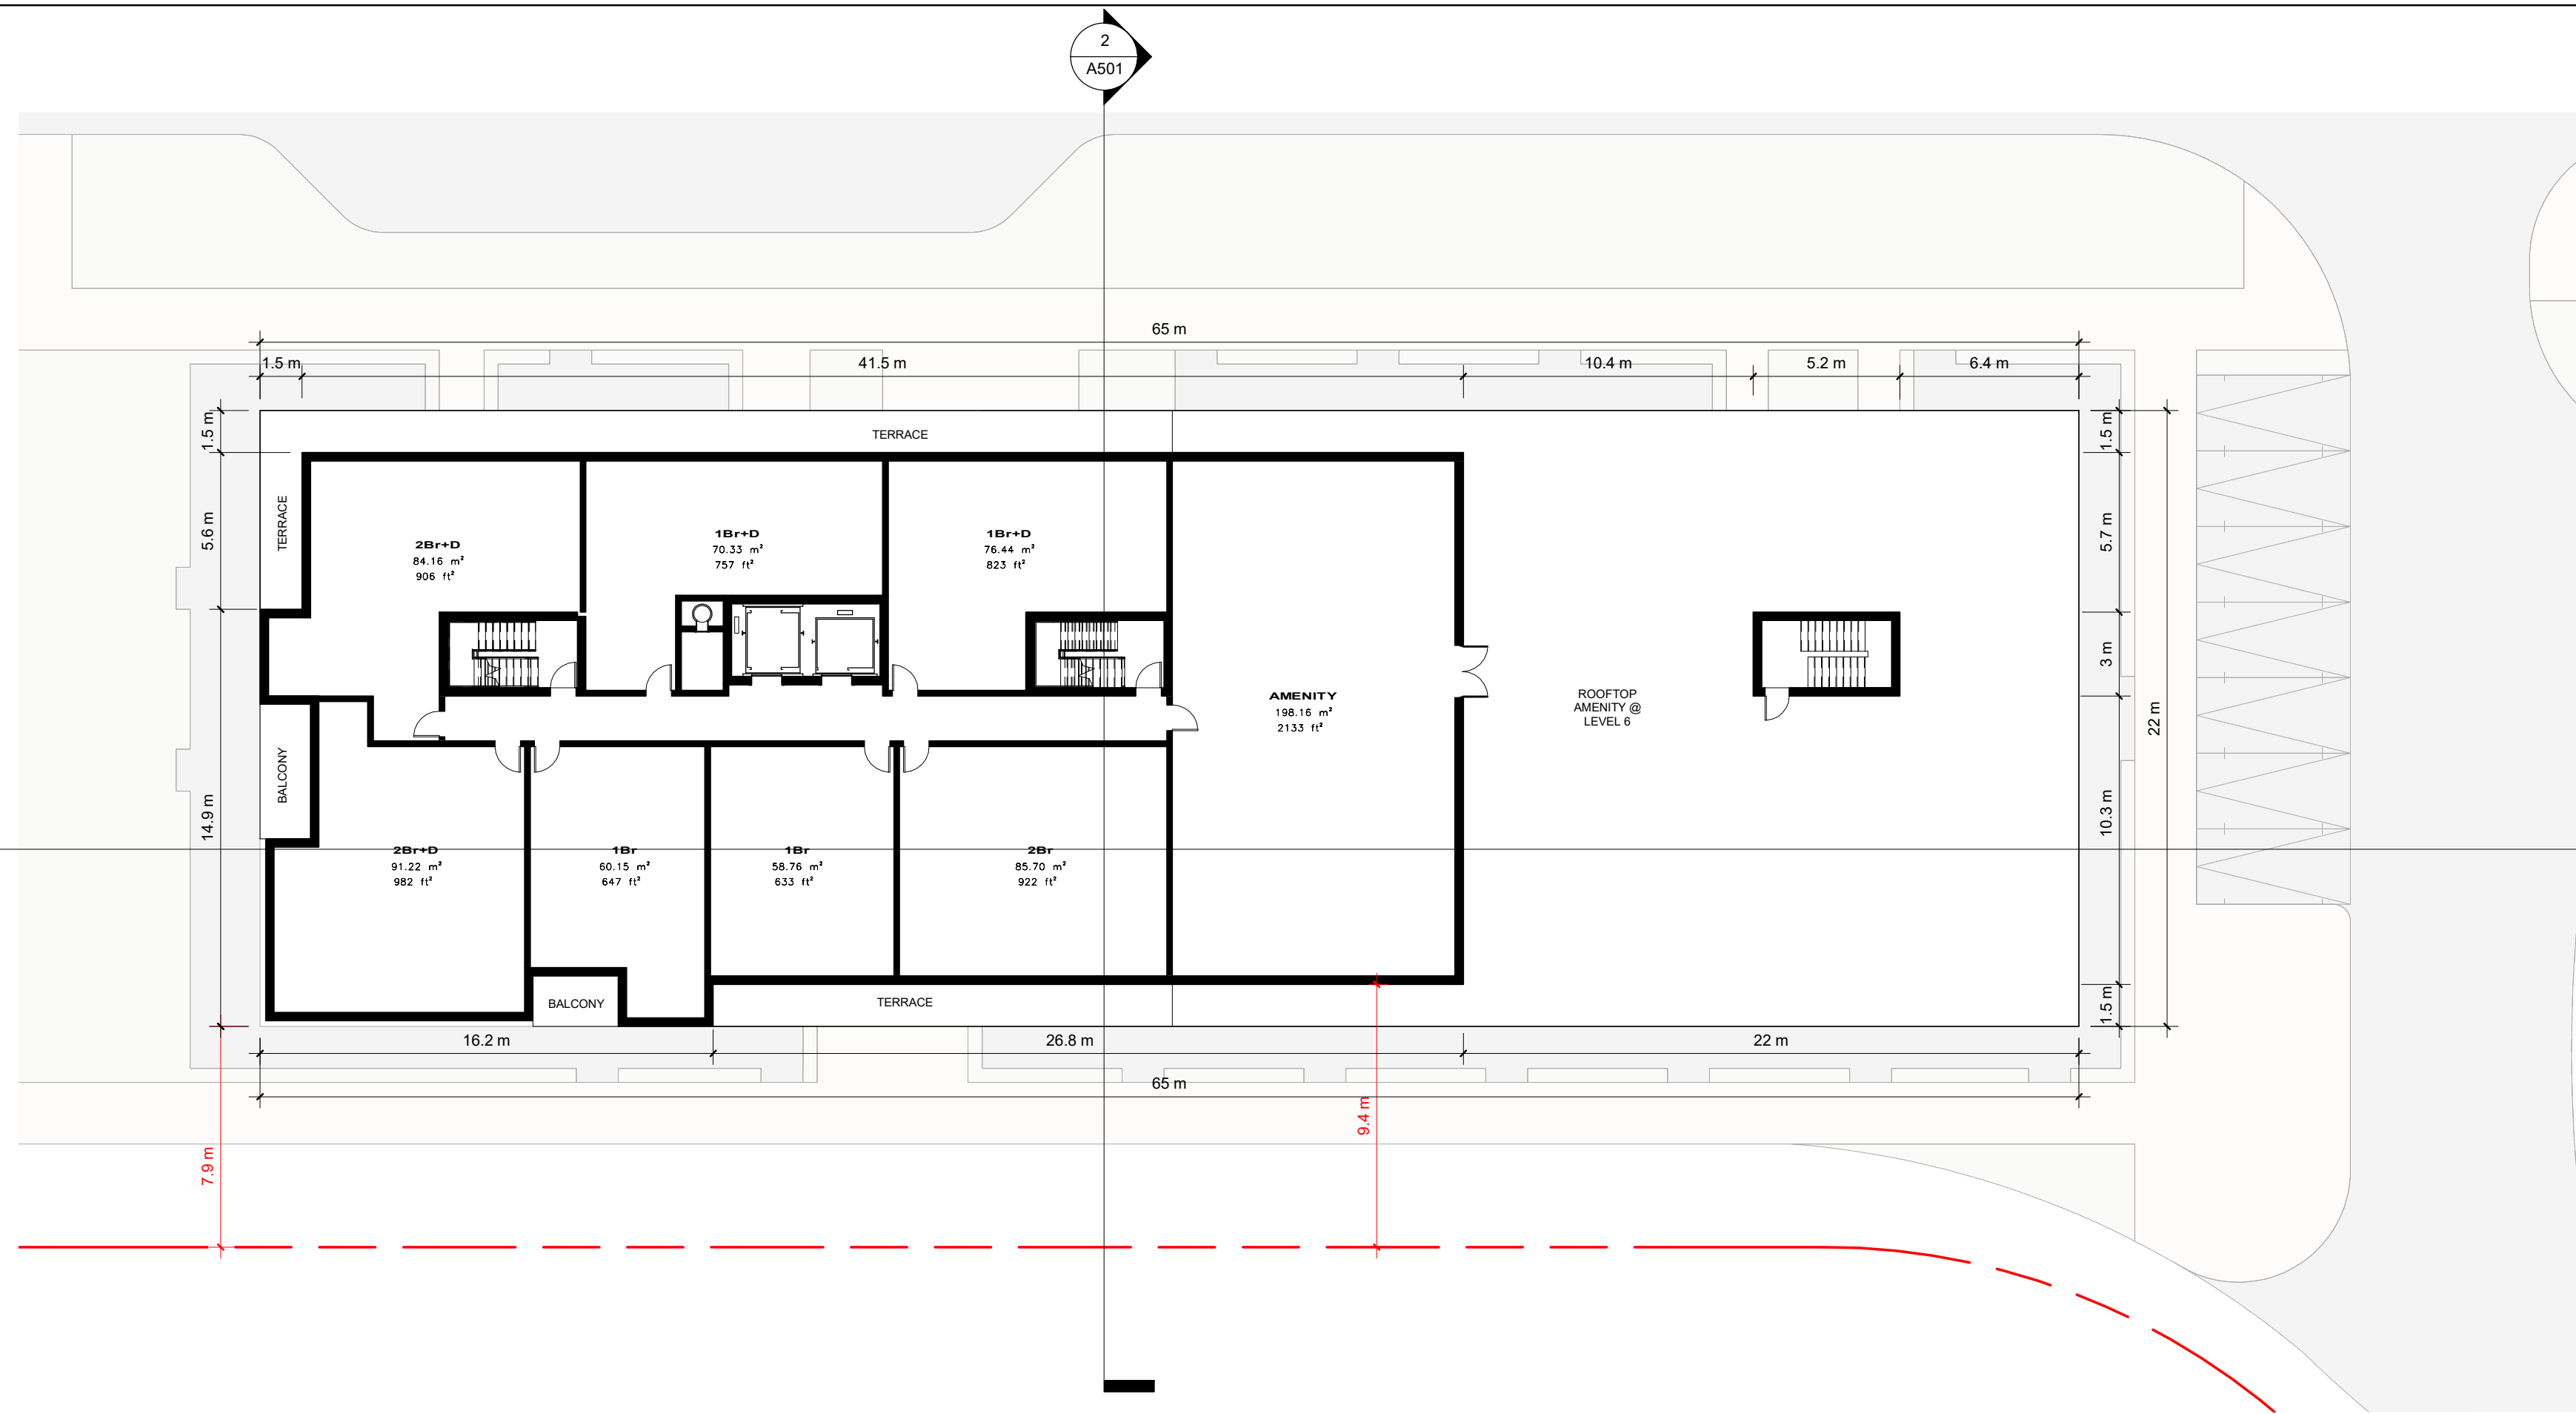 2
A501
65 m
1.5 m
41.5 m
10.4 m
5.2 m
6.4 m
1.5 m
5.6 m
14.9 m
7.9 m
TERRACE
TERRACE
BALCONY
2Br+D
84.16 m²
906 ft²
1Br+D
70.33 m²
757 ft²
1Br+D
76.44 m²
823 ft²
AMENITY
198.16 m²
2133 ft²
ROOFTOP
AMENITY @
LEVEL 6
1.5 m
5.7 m
3 m
10.3 m
1.5 m
22 m
2Br+D
91.22 m²
982 ft²
1Br
60.15 m²
647 ft²
1Br
58.76 m²
633 ft²
2Br
85.70 m²
922 ft²
BALCONY
TERRACE
16.2 m
26.8 m
22 m
65 m
9.4 m